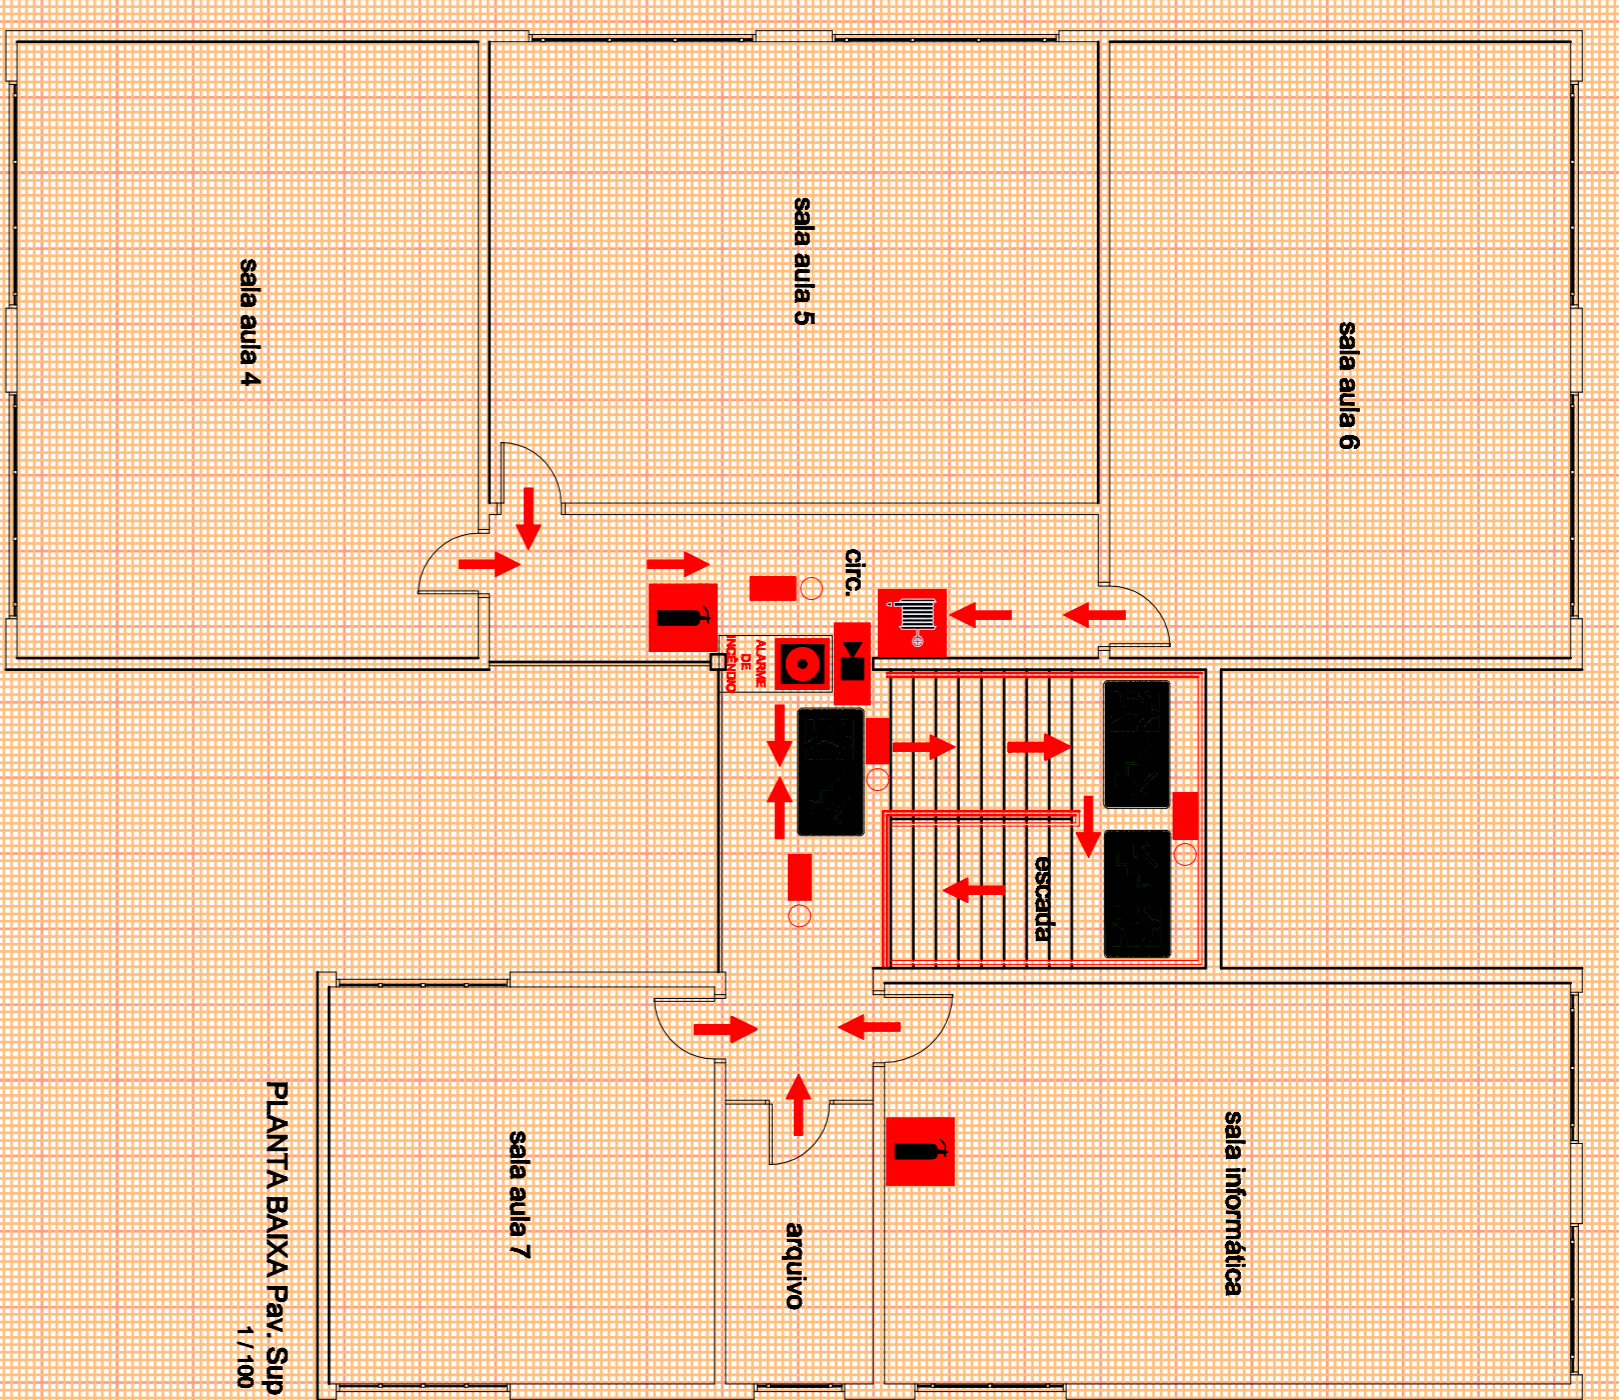 sala aula 4
sala aula 5
sala aula 6
circ.
ALARME
DE
INCÊNDIO
escada
sala aula 7
arquivo
sala informática
PLANTA BAIXA Pav. Sup
1 / 100